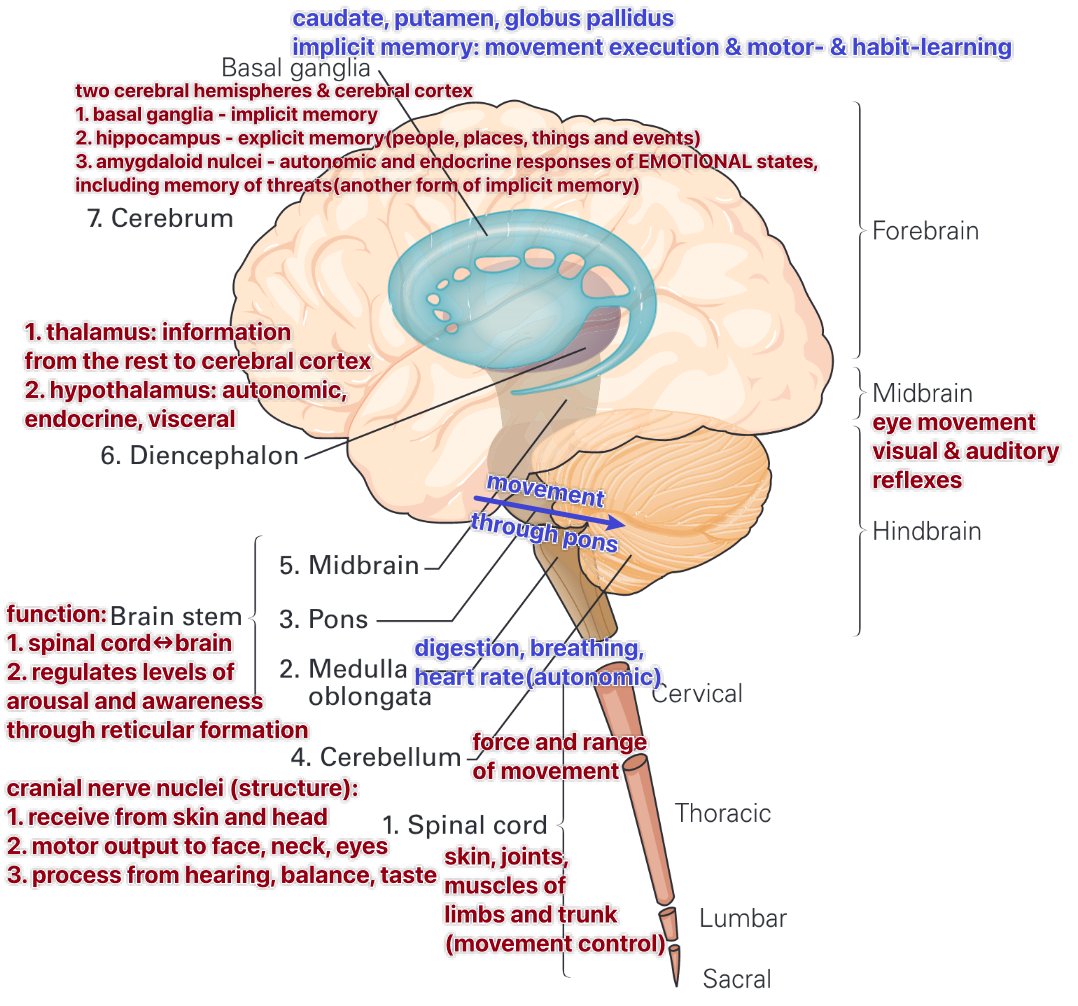 caudate, putamen, globus pallidus
implicit memory: movement execution & motor- & habit-learning
Basal ganglia
two cerebral hemispheres & cerebral cortex
1. basal ganglia - implicit memory
2. hippocampus - explicit memory(people, places, things and events)
3. amygdaloid nulcei - autonomic and endocrine responses of EMOTIONAL states,
including memory of threats(another form of implicit memory)
7. Cerebrum
Forebrain
1. thalamus: information
from the rest to cerebral cortex
2. hypothalamus: autonomic,
endocrine, visceral
6. Diencephalon
Midbrain
eye movement
visual & auditory
reflexes
Hindbrain
movement
through pons
5. Midbrain
3. Pons
2. Medulla
oblongata
digestion, breathing,
heart rate(autonomic)
function: Brain stem
1. spinal cord↔brain
2. regulates levels of
arousal and awareness
through reticular formation
4. Cerebellum
force and range
of movement
cranial nerve nuclei (structure):
1. receive from skin and head
2. motor output to face, neck, eyes
3. process from hearing, balance, taste
1. Spinal cord
skin, joints,
muscles of
limbs and trunk
(movement control)
Cervical
Thoracic
Lumbar
Sacral